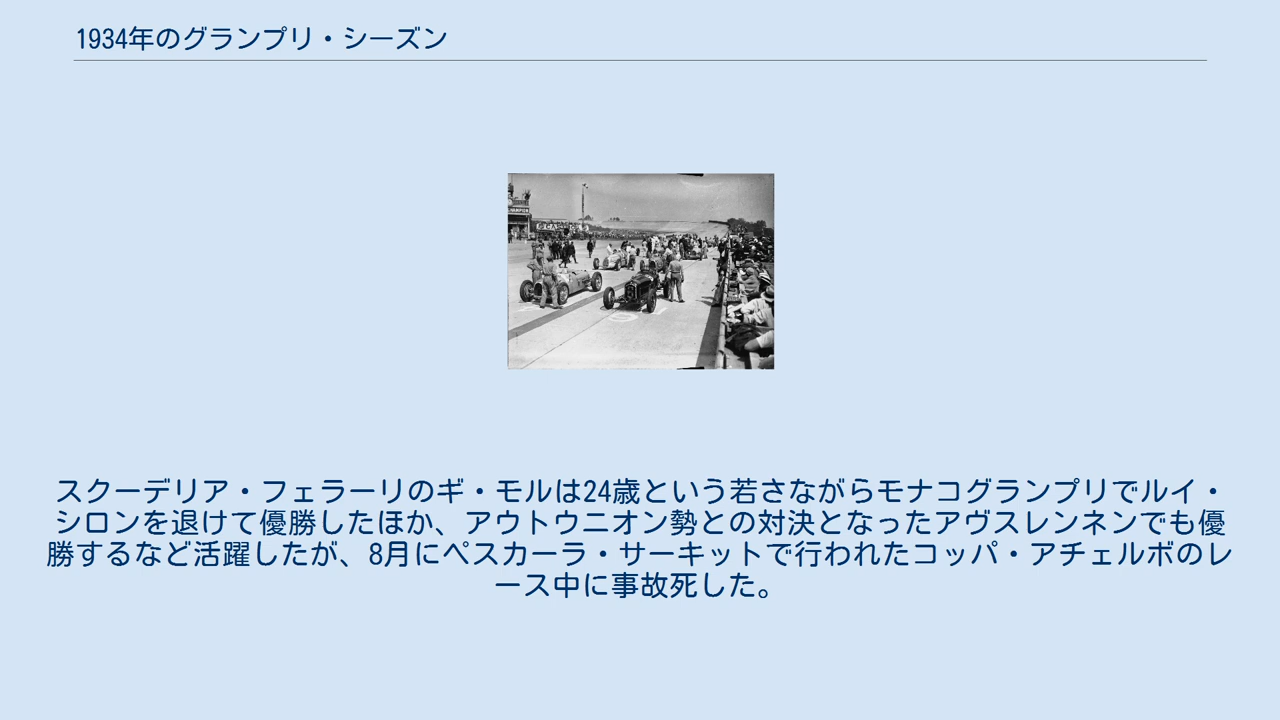 1934年のグランプリ・シーズン
スクーデリア・フェラーリのギ・モルは24歳という若さながらモナコグランプリでルイ・
シロンを退けて優勝したほか、アウトウニオン勢との対決となったアヴスレンネンでも優
勝するなど活躍したが、8月にペスカーラ・サーキットで行われたコッパ・アチェルボのレ
ース中に事故死した。